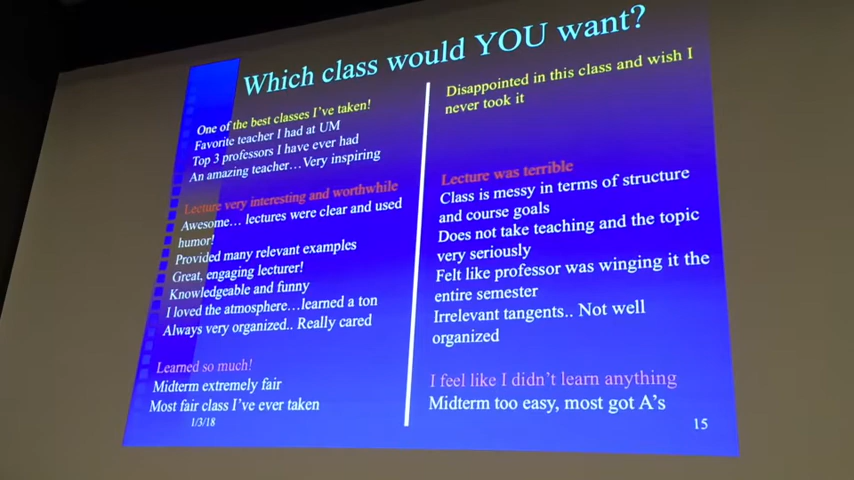 Which class would YOU want?
One of the best classes I've taken!
Favorite teacher I had at UM
Top 3 professors I have ever had
An amazing teacher…Very inspiring
Lecture very interesting and worthwhile
Awesome… lectures were clear and used
humor!
Provided many relevant examples
Great, engaging lecturer!
Knowledgeable and funny
I loved the atmosphere…learned a ton
Always very organized.. Really cared
Learned so much!
Midterm extremely fair
Most fair class I've ever taken
1/3/18
Disappointed in this class and wish I
never took it
Lecture was terrible
Class is messy in terms of structure
and course goals
Does not take teaching and the topic
very seriously
Felt like professor was winging it the
entire semester
Irrelevant tangents.. Not well
organized
I feel like I didn't learn anything
Midterm too easy, most got A's
15